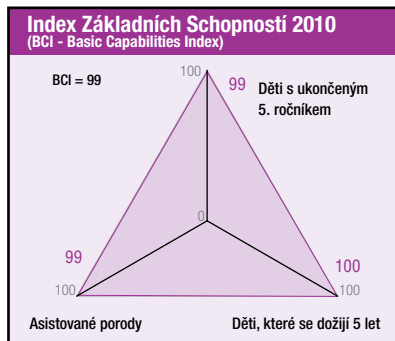 Index Základních Schopností 2010
(BCI - Basic Capabilities Index)
BCI = 99
100
99
Děti s ukončeným
5. ročníkem
0
99
100
100
100
Asistované porody
Děti, které se dožijí 5 let